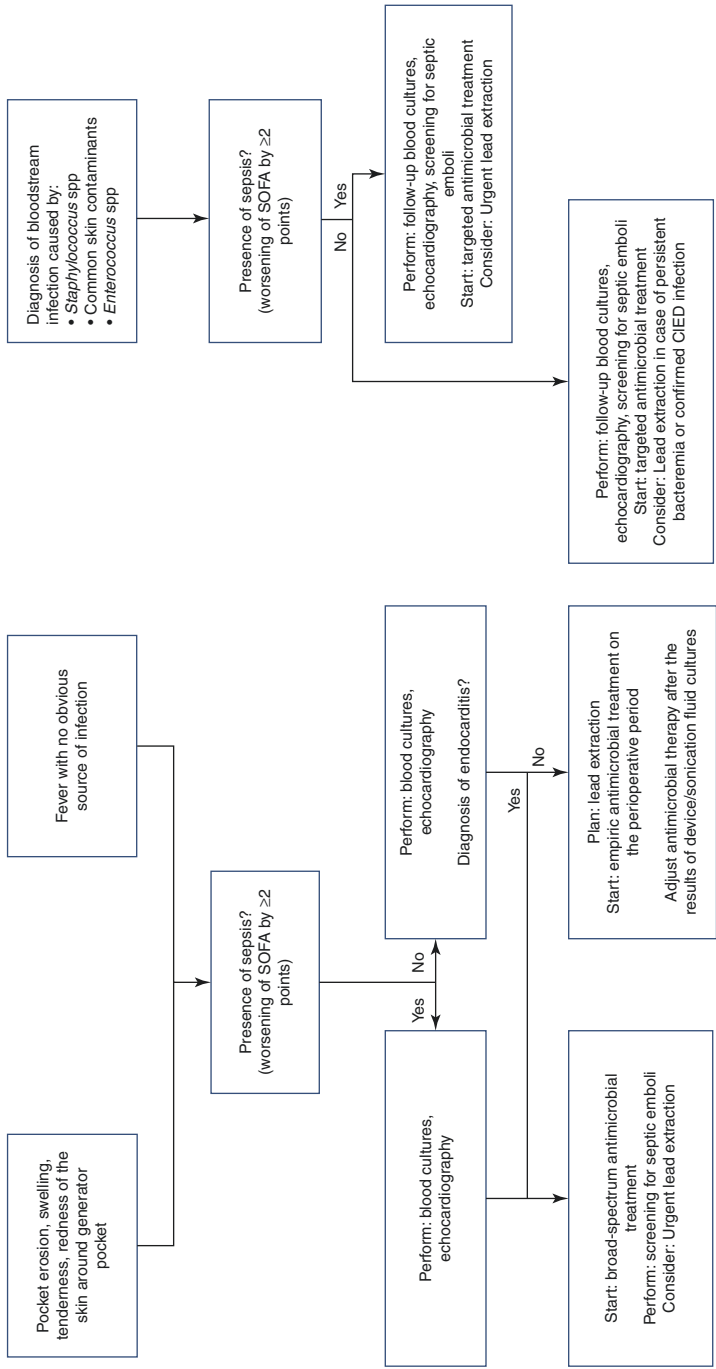 Pocket erosion, swelling,
tenderness, redness of the
skin around generator
pocket
Fever with no obvious
source of infection
Presence of sepsis?
(worsening of SOFA by ≥2
points)
Yes
No
Perform: blood cultures,
echocardiography
Perform: blood cultures,
echocardiography
Diagnosis of endocarditis?
Yes
No
Start: broad-spectrum antimicrobial
treatment
Perform: screening for septic emboli
Consider: Urgent lead extraction
Plan: lead extraction
Start: empiric antimicrobial treatment on
the perioperative period
Adjust antimicrobial therapy after the
results of device/sonication fluid cultures
Diagnosis of bloodstream
infection caused by:
• Staphylococcus spp
• Common skin contaminants
• Enterococcus spp
Presence of sepsis?
(worsening of SOFA by ≥2
points)
No
Yes
Perform: follow-up blood cultures,
echocardiography, screening for septic
emboli
Start: targeted antimicrobial treatment
Consider: Urgent lead extraction
Perform: follow-up blood cultures,
echocardiography, screening for septic emboli
Start: targeted antimicrobial treatment
Consider: Lead extraction in case of persistent
bacteremia or confirmed CIED infection